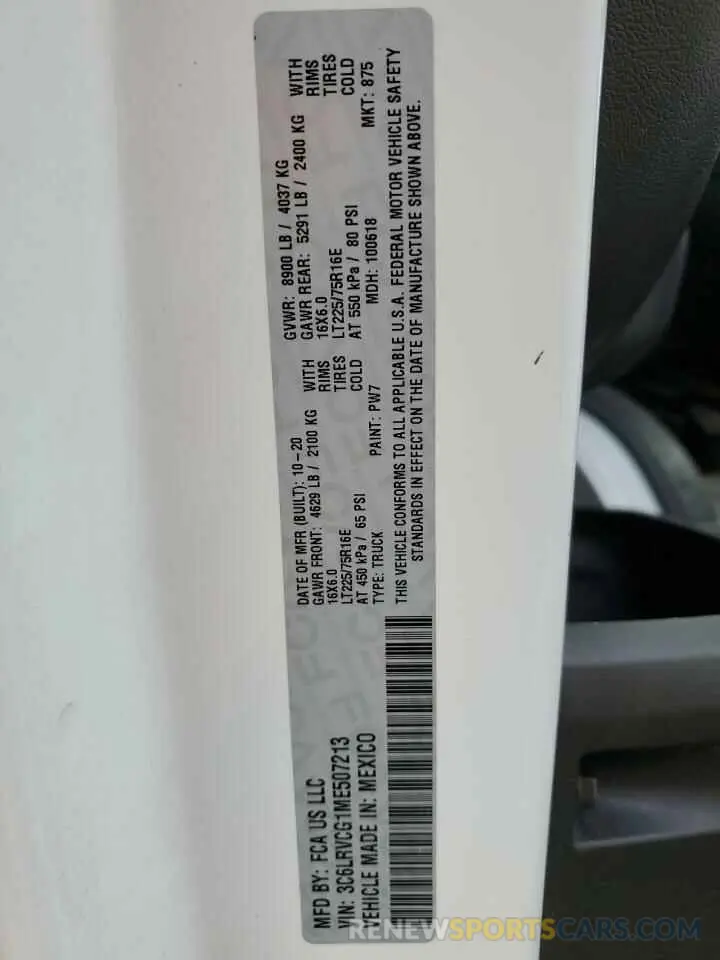 MFD BY: FCA US LLC
VIN: 3C6LRVCG1ME507213
VEHICLE MADE IN: MEXICO
DATE OF MFR (BUILT): 10-20
GVWR: 8900 LB / 4037 KG
GAWR FRONT: 4629 LB / 2100 KG WITH
16X6.0 RIMS
LT225/75R16E TIRES
AT 450 kPa / 65 PSI COLD
GAWR REAR: 5291 LB / 2400 KG WITH
16X6.0 RIMS
LT225/75R16E TIRES
AT 550 kPa / 80 PSI COLD
TYPE: TRUCK PAINT: PW7 MDH: 100618 MKT: 875
THIS VEHICLE CONFORMS TO ALL APPLICABLE U.S.A. FEDERAL MOTOR VEHICLE SAFETY
STANDARDS IN EFFECT ON THE DATE OF MANUFACTURE SHOWN ABOVE.
RENEWSPORTSCARS.COM